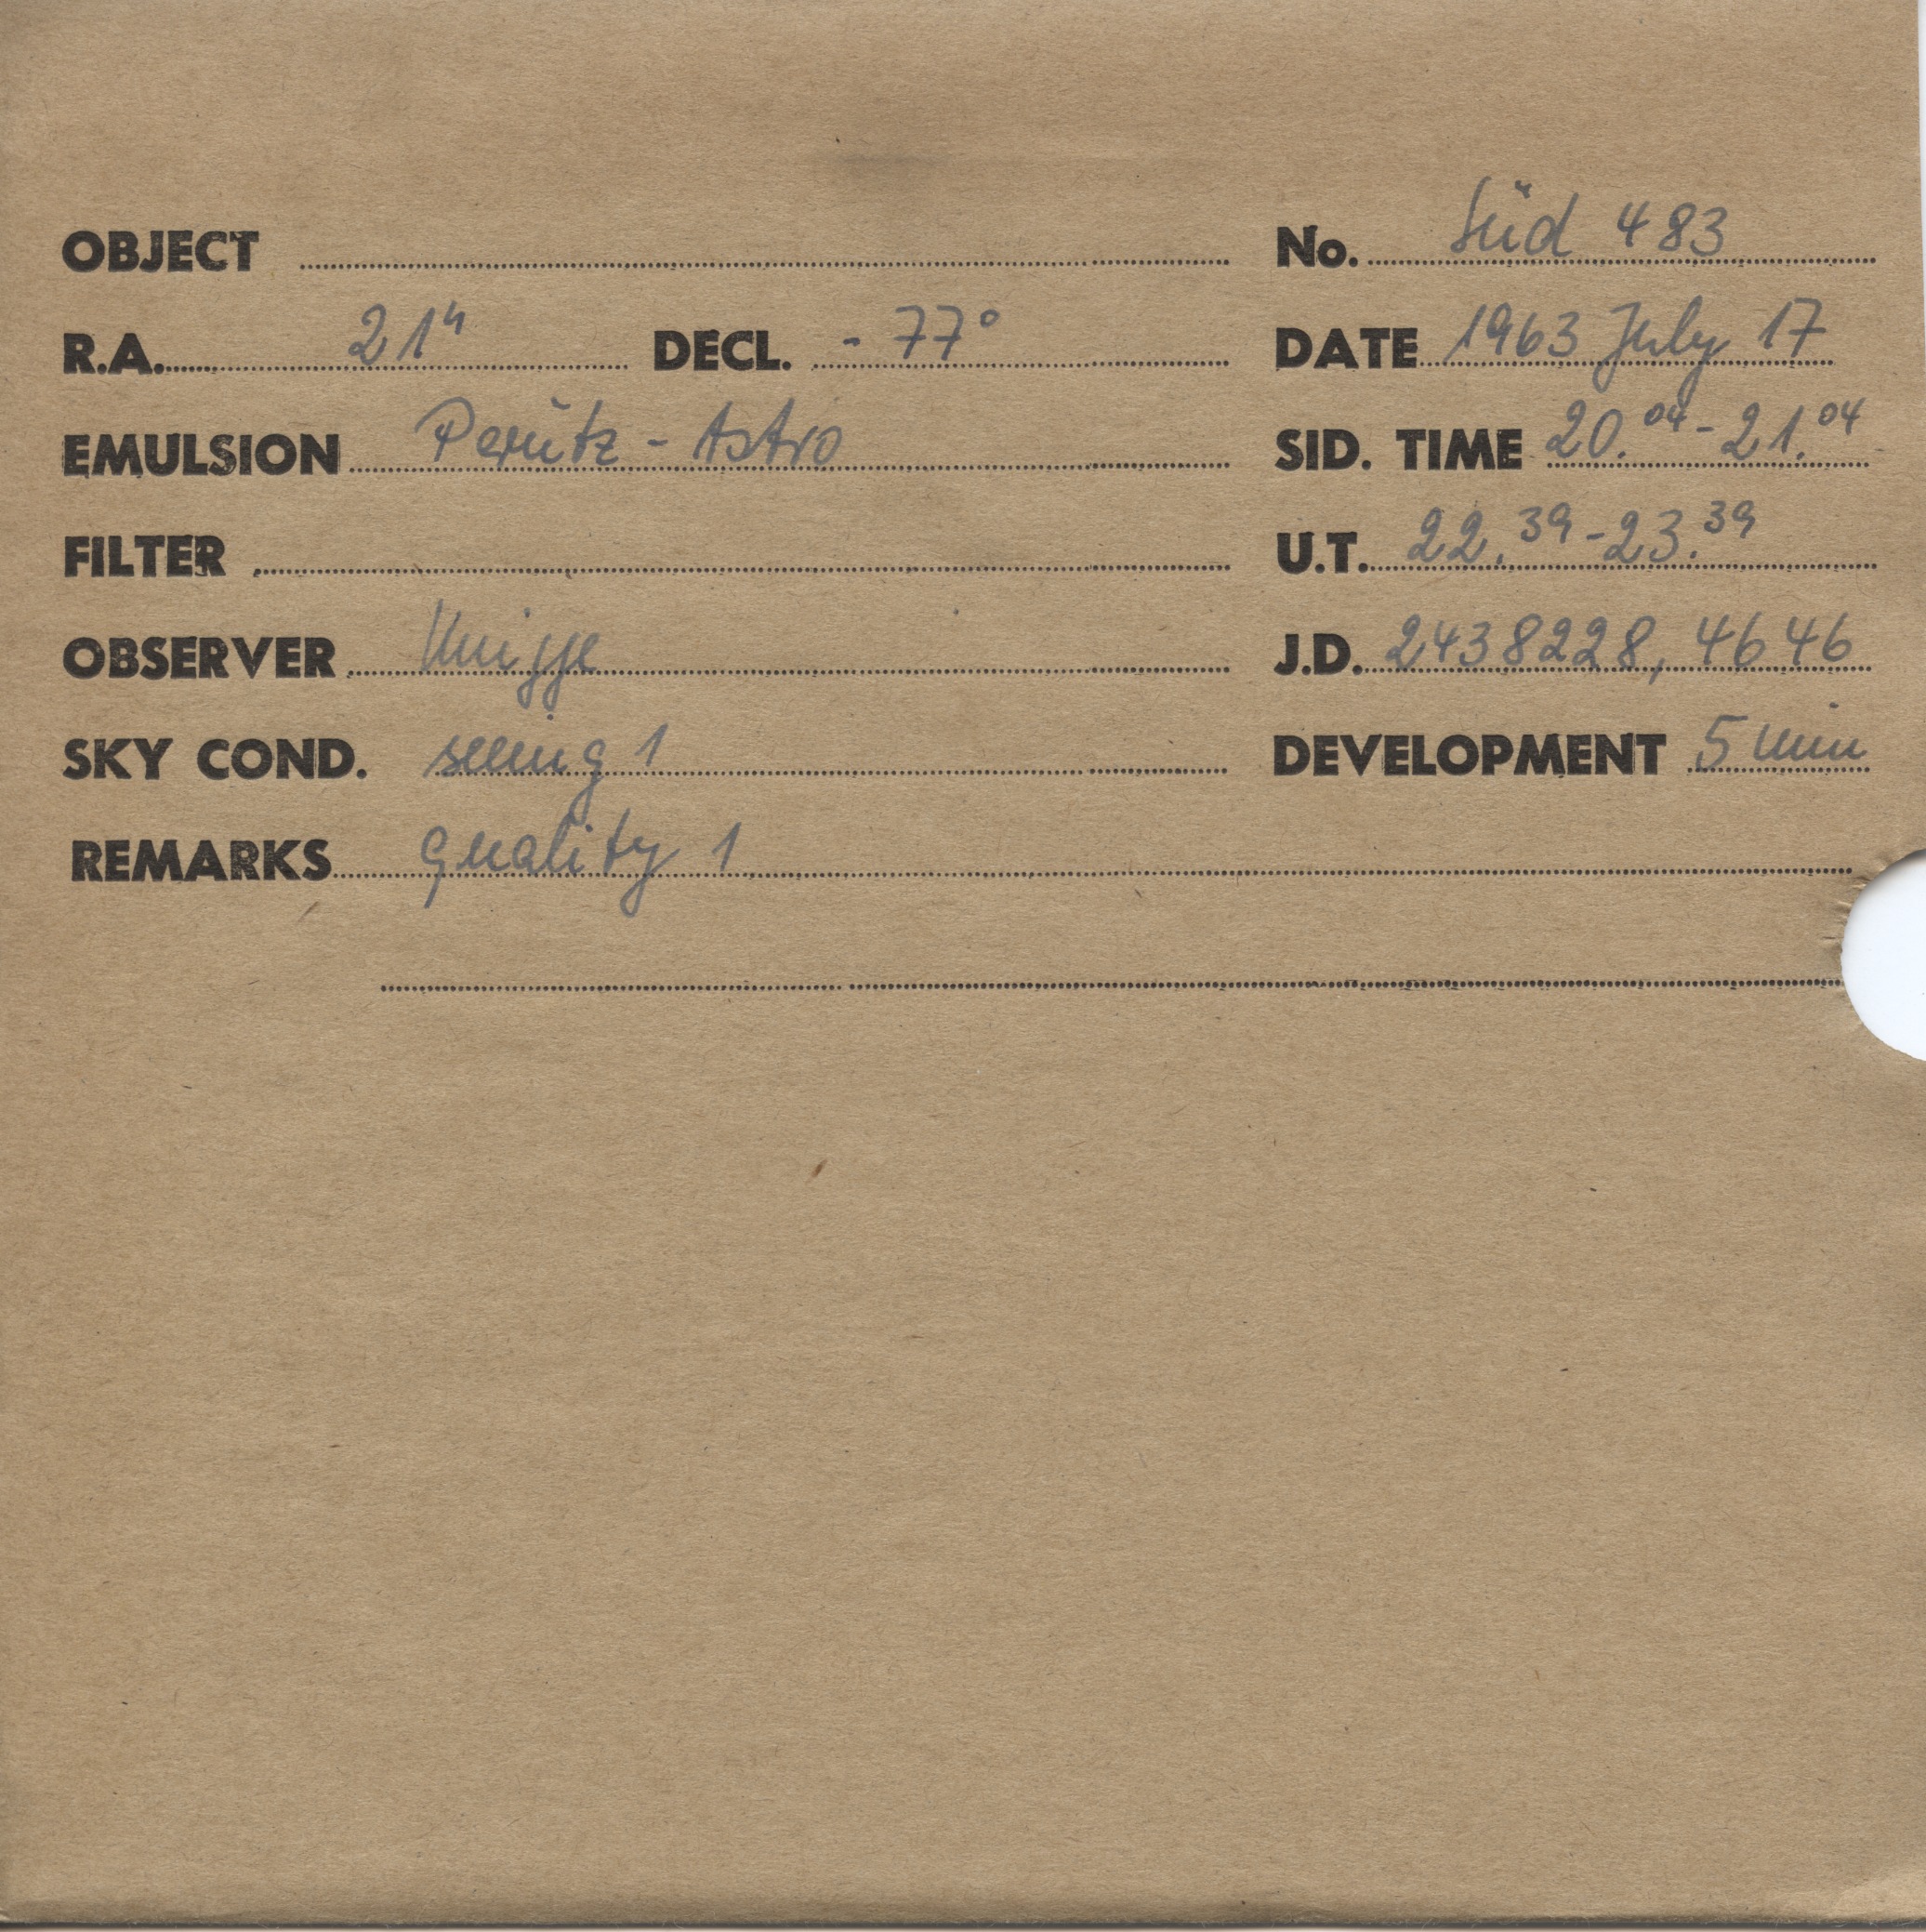 OBJECT No. Süd 483
R.A. 21h DECL. - 77° DATE 1963 July 17
EMULSION Perutz - Astro SID. TIME 20.04 - 21.04
FILTER U.T. 22.39 - 23.39
OBSERVER Knigge J.D. 2438228,4646
SKY COND. seeing 1 DEVELOPMENT 5 min
REMARKS quality 1